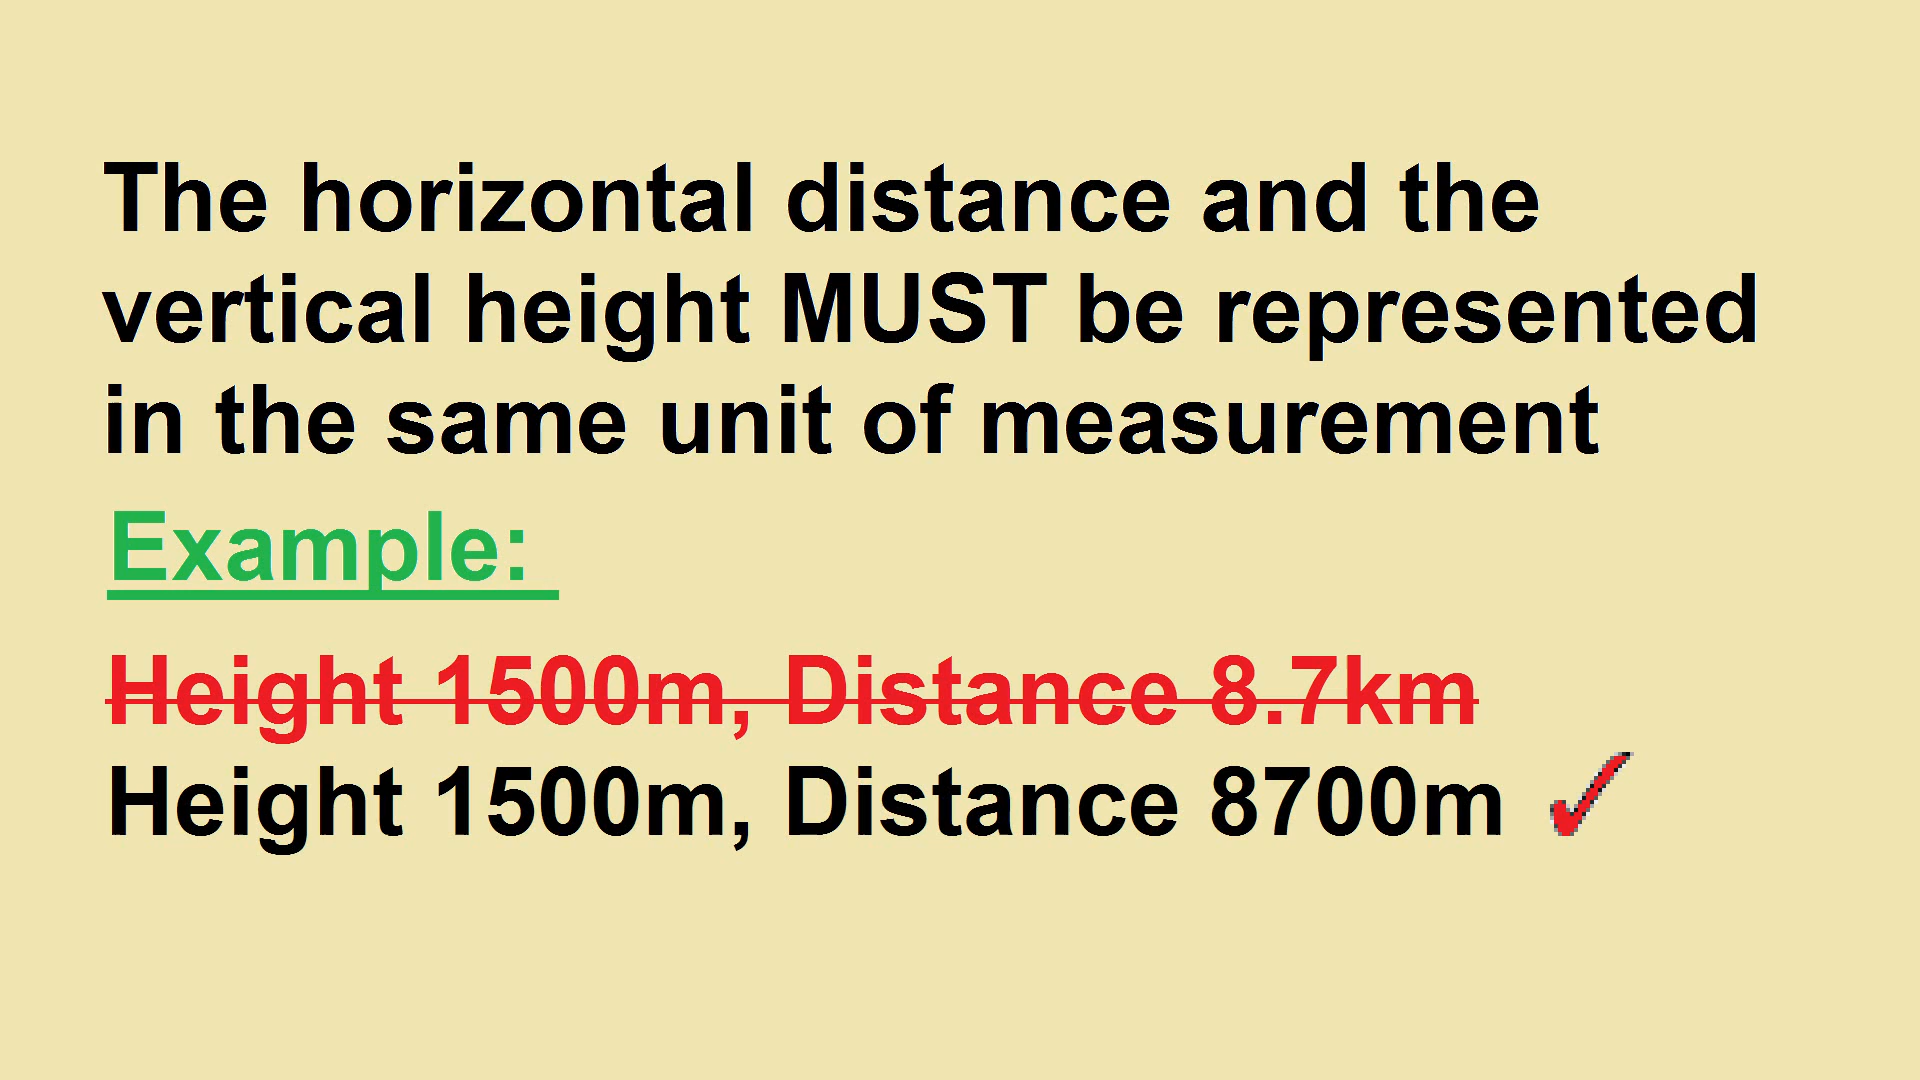 The horizontal distance and the
vertical height MUST be represented
in the same unit of measurement
Example:
Height 1500m, Distance 8.7km
Height 1500m, Distance 8700m ✓